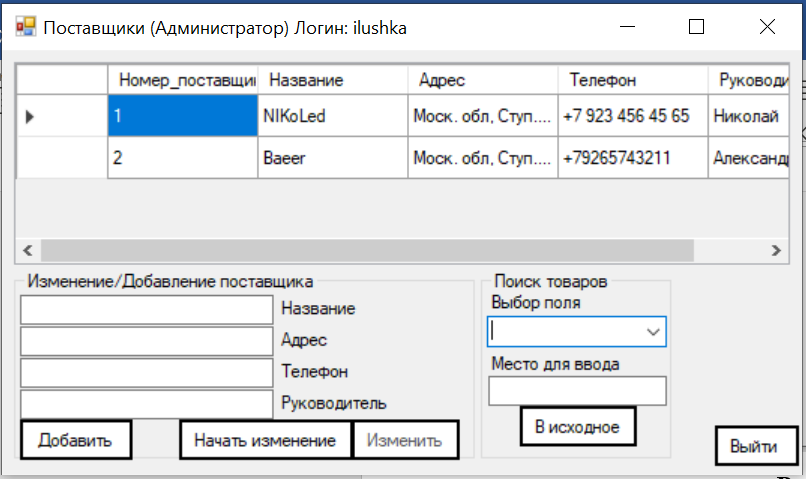 Поставщики (Администратор) Логин: ilushka
Номер_поставщи Название Адрес Телефон Руководи
1 NIKoLed Моск. обл, Ступ.... +7 923 456 45 65 Николай
2 Baeer Моск. обл, Ступ.... +79265743211 Александ
Изменение/Добавление поставщика
Название
Адрес
Телефон
Руководитель
Добавить Начать изменение Изменить
Поиск товаров
Выбор поля
Место для ввода
В исходное
Выйти